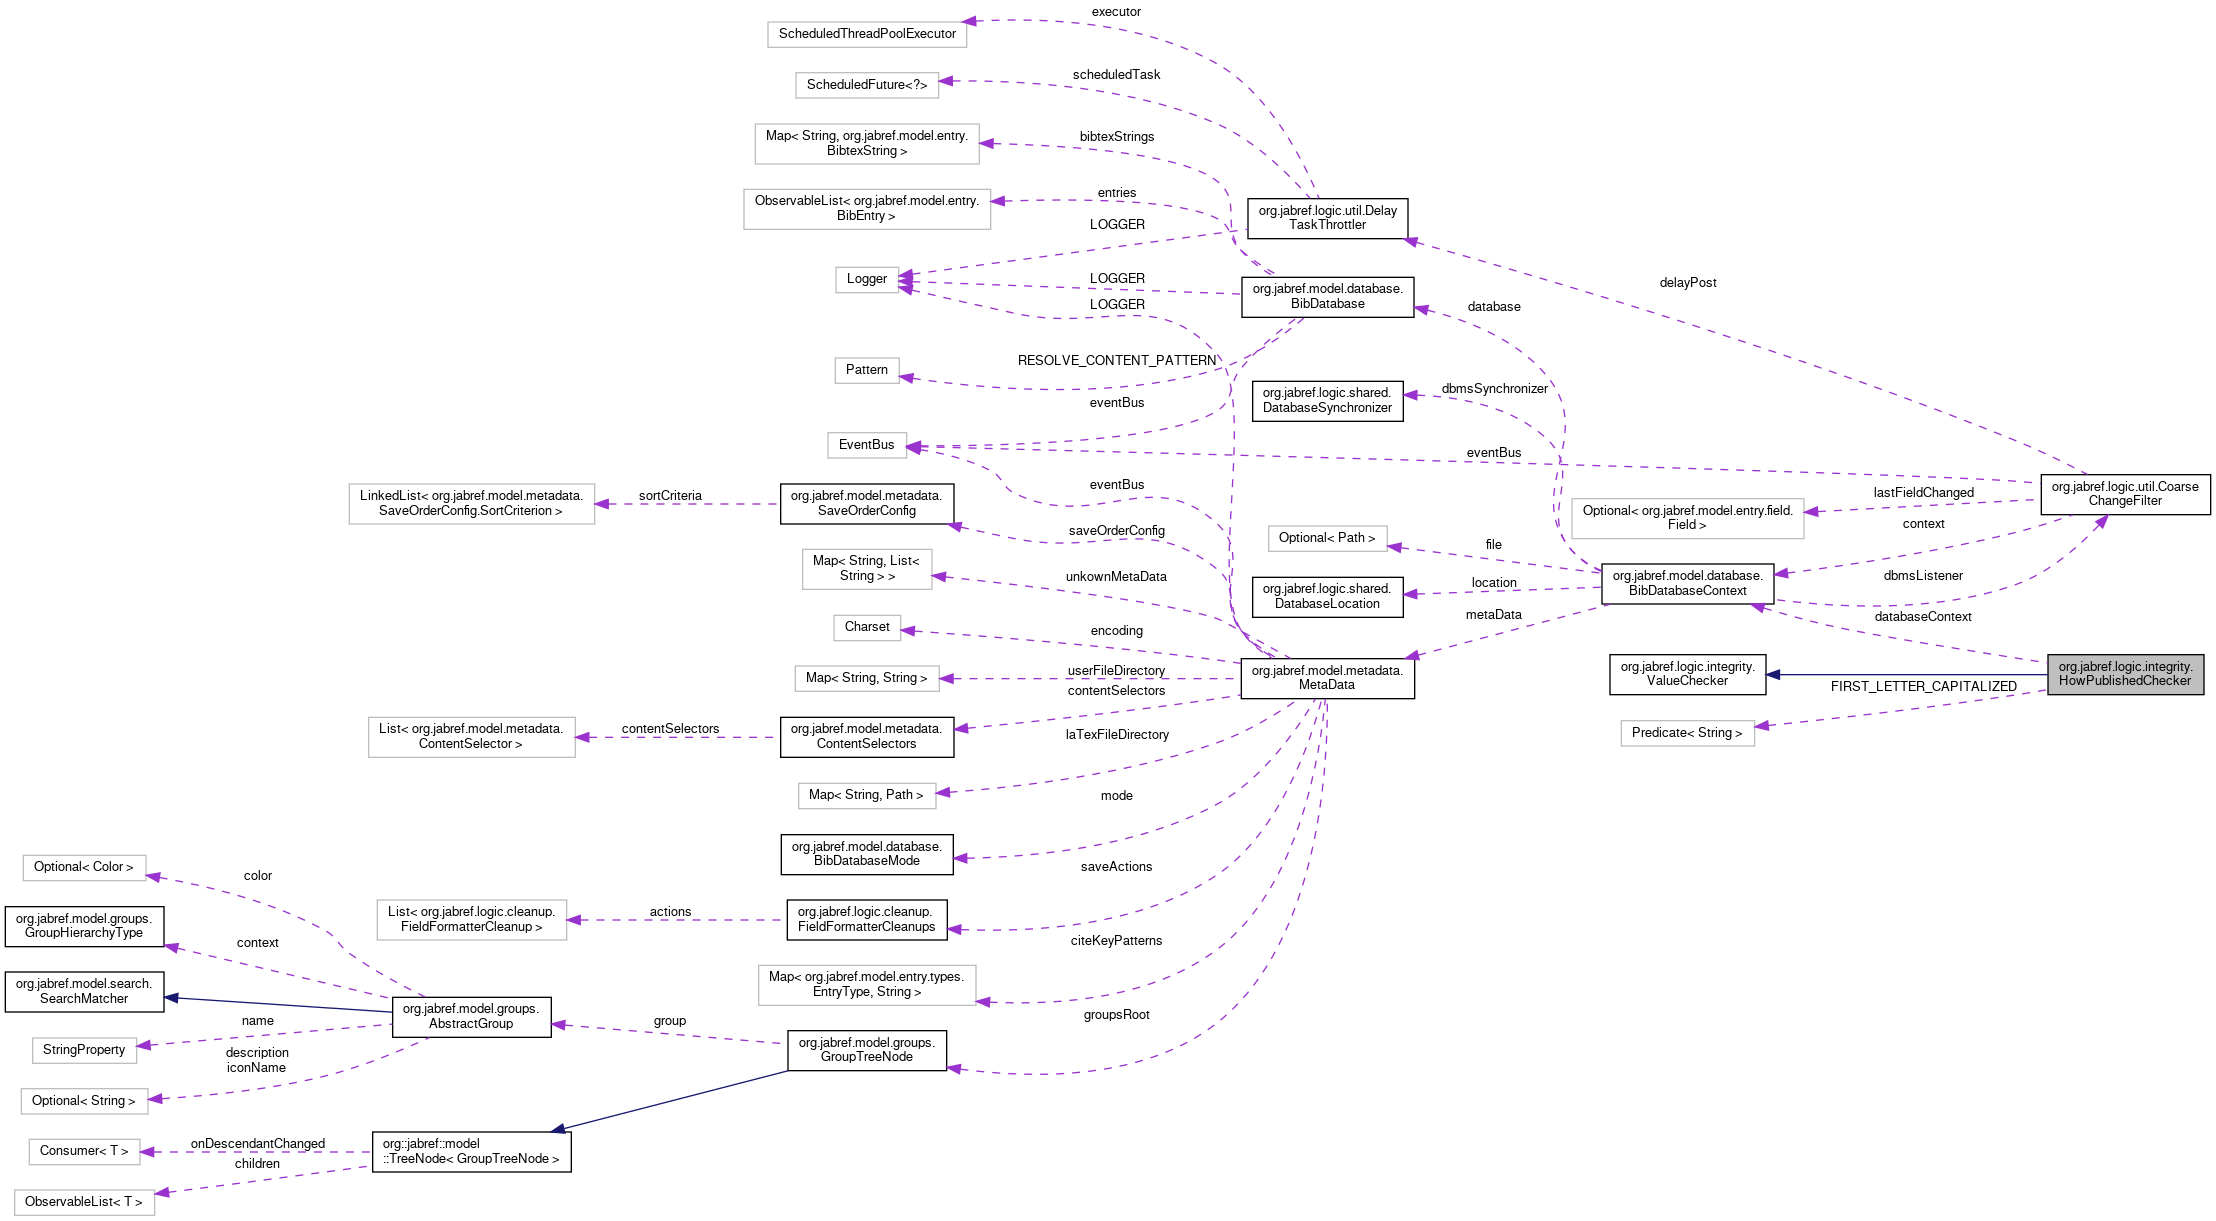 executor
ScheduledThreadPoolExecutor
scheduledTask
ScheduledFuture<?>
Map< String, org.jabref.model.entry.
BibtexString >
bibtexStrings
ObservableList< org.jabref.model.entry.
BibEntry >
entries
org.jabref.logic.util.Delay
TaskThrottler
LOGGER
Logger
LOGGER
LOGGER
org.jabref.model.database.
BibDatabase
database
delayPost
RESOLVE_CONTENT_PATTERN
Pattern
eventBus
org.jabref.logic.shared.
DatabaseSynchronizer
dbmsSynchronizer
EventBus
eventBus
eventBus
LinkedList< org.jabref.model.metadata.
SaveOrderConfig.SortCriterion >
sortCriteria
org.jabref.model.metadata.
SaveOrderConfig
saveOrderConfig
Optional< org.jabref.model.entry.field.
Field >
lastFieldChanged
org.jabref.logic.util.Coarse
ChangeFilter
context
Optional< Path >
file
Map< String, List<
String > >
unkownMetaData
org.jabref.logic.shared.
DatabaseLocation
location
org.jabref.model.database.
BibDatabaseContext
dbmsListener
metaData
databaseContext
Charset
encoding
Map< String, String >
userFileDirectory
org.jabref.model.metadata.
MetaData
org.jabref.logic.integrity.
ValueChecker
org.jabref.logic.integrity.
HowPublishedChecker
FIRST_LETTER_CAPITALIZED
Predicate< String >
contentSelectors
List< org.jabref.model.metadata.
ContentSelector >
contentSelectors
org.jabref.model.metadata.
ContentSelectors
laTexFileDirectory
Map< String, Path >
mode
org.jabref.model.database.
BibDatabaseMode
saveActions
Optional< Color >
color
List< org.jabref.logic.cleanup.
FieldFormatterCleanup >
actions
org.jabref.logic.cleanup.
FieldFormatterCleanups
org.jabref.model.groups.
GroupHierarchyType
context
citeKeyPatterns
Map< org.jabref.model.entry.types.
EntryType, String >
org.jabref.model.search.
SearchMatcher
org.jabref.model.groups.
AbstractGroup
name
StringProperty
group
org.jabref.model.groups.
GroupTreeNode
groupsRoot
description
iconName
Optional< String >
Consumer< T >
onDescendantChanged
org::jabref::model
::TreeNode< GroupTreeNode >
children
ObservableList< T >